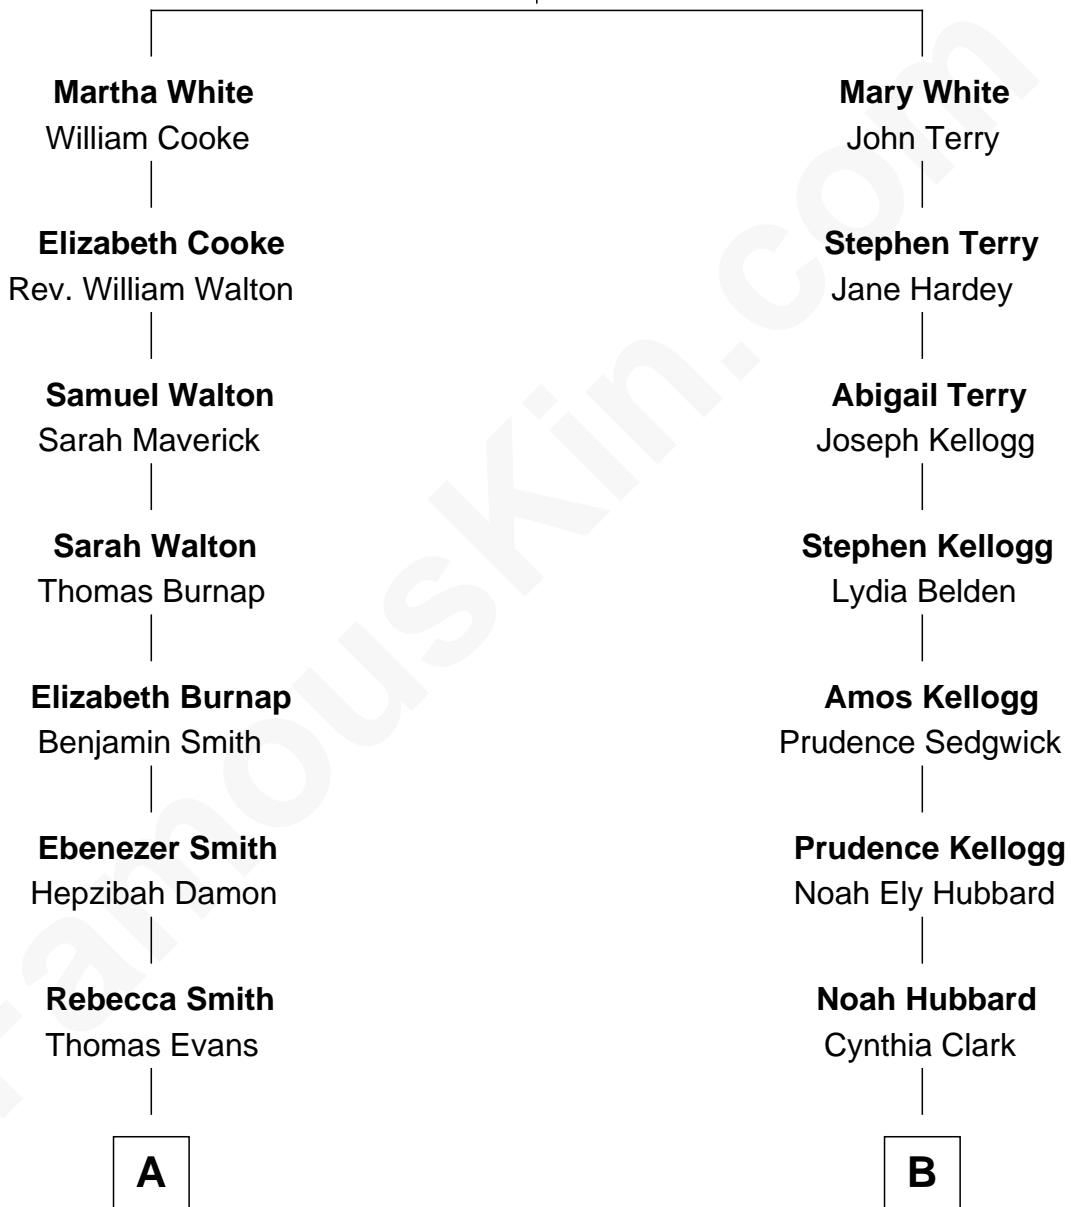 Martha White
William Cooke
Elizabeth Cooke
Rev. William Walton
Samuel Walton
Sarah Maverick
Sarah Walton
Thomas Burnap
Elizabeth Burnap
Benjamin Smith
Ebenezer Smith
Hepzibah Damon
Rebecca Smith
Thomas Evans
A
Mary White
John Terry
Stephen Terry
Jane Hardey
Abigail Terry
Joseph Kellogg
Stephen Kellogg
Lydia Belden
Amos Kellogg
Prudence Sedgwick
Prudence Kellogg
Noah Ely Hubbard
Noah Hubbard
Cynthia Clark
B
FamousKin.com